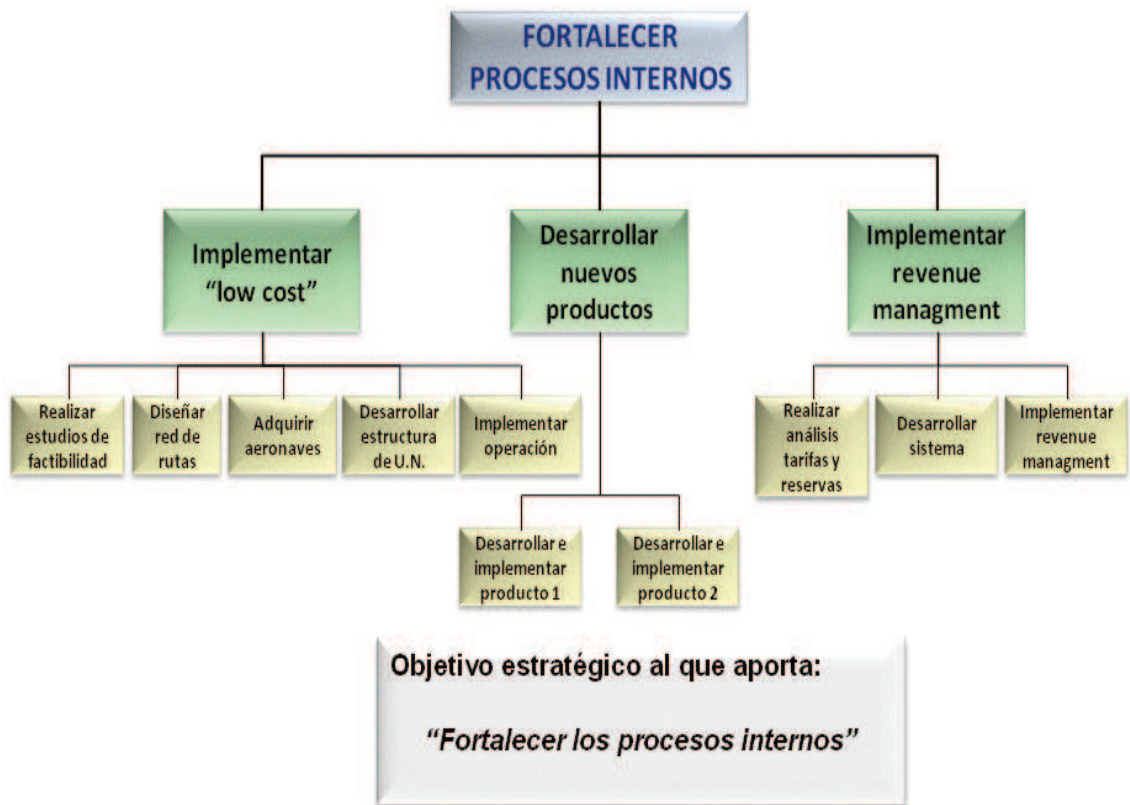 FORTALECER
PROCESOS INTERNOS
Implementar
“low cost”
Desarrollar
nuevos
productos
Implementar
revenue
managment
Realizar
estudios de
factibilidad
Diseñar
red de
rutas
Adquirir
aeronaves
Desarrollar
estructura
de U.N.
Implementar
operación
Realizar
análisis
tarifas y
reservas
Desarrollar
sistema
Implementar
revenue
managment
Desarrollar e
implementar
producto 1
Desarrollar e
implementar
producto 2
Objetivo estratégico al que aporta:
“Fortalecer los procesos internos”